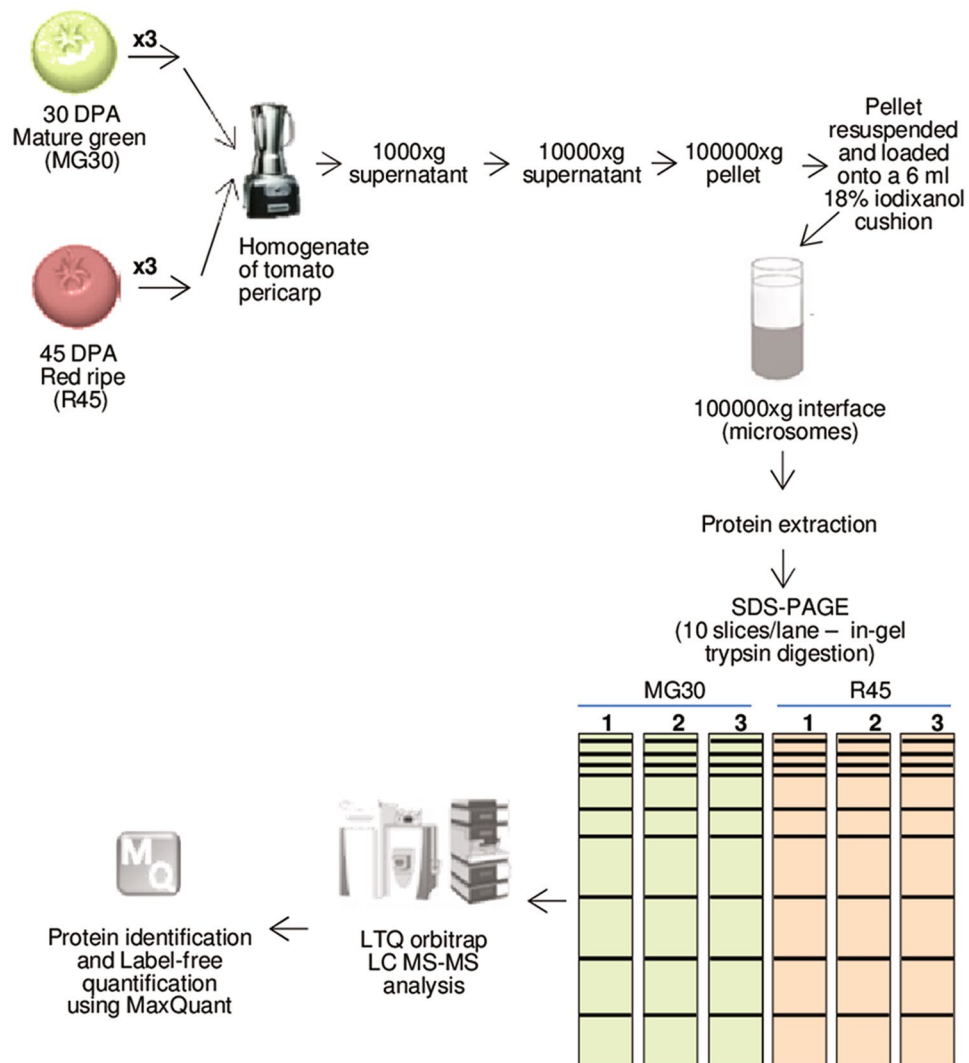 x3
30 DPA
Mature green
(MG30)
x3
45 DPA
Red ripe
(R45)
Homogenate
of tomato
pericarp
1000xg
supernatant
10000xg
supernatant
100000xg
pellet
Pellet
resuspended
and loaded
onto a 6 ml
18% iodixanol
cushion
100000xg interface
(microsomes)
Protein extraction
SDS-PAGE
(10 slices/lane – in-gel
trypsin digestion)
MG30 R45
1 2 3 1 2 3
LTQ orbitrap
LC MS-MS
analysis
MQ
Protein identification
and Label-free
quantification
using MaxQuant